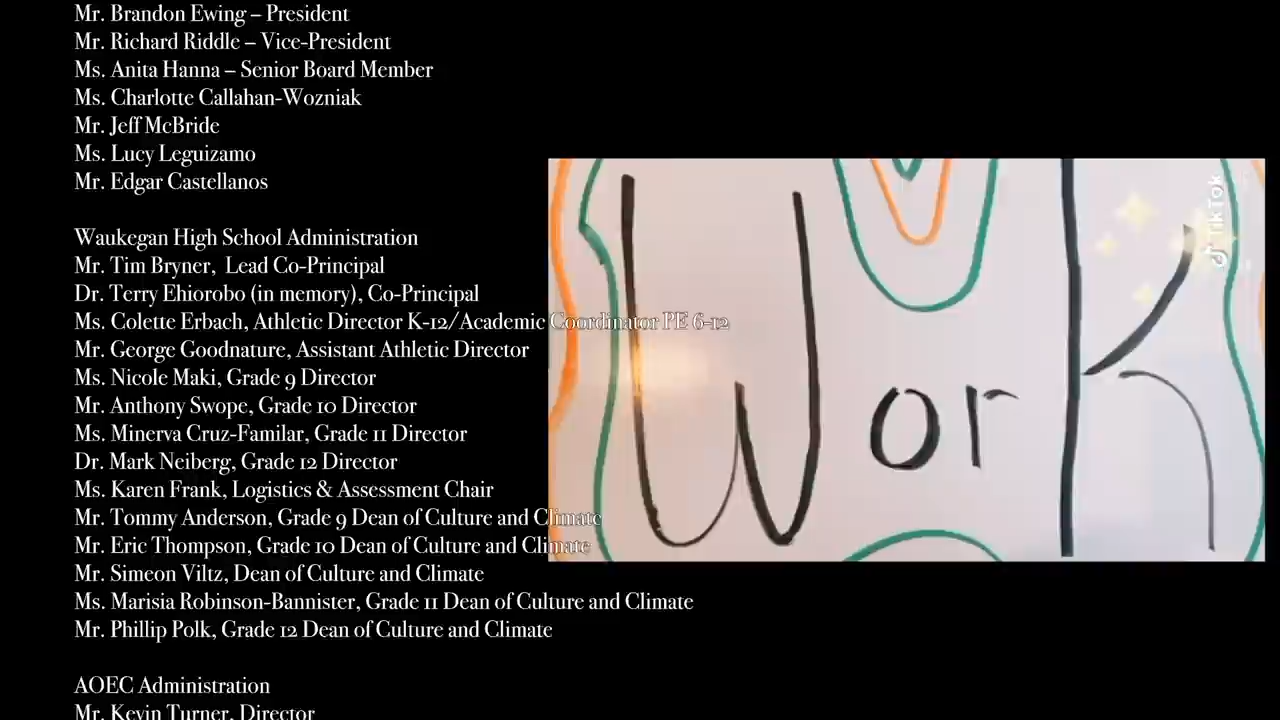 Mr. Brandon Ewing – President
Mr. Richard Riddle – Vice-President
Ms. Anita Hanna – Senior Board Member
Ms. Charlotte Callahan-Wozniak
Mr. Jeff McBride
Ms. Lucy Leguizamo
Mr. Edgar Castellanos
Waukegan High School Administration
Mr. Tim Bryner,  Lead Co-Principal
Dr. Terry Ehiorobo (in memory), Co-Principal
Ms. Colette Erbach, Athletic Director K-12/Academic Coordinator PE 6-12
Mr. George Goodnature, Assistant Athletic Director
Ms. Nicole Maki, Grade 9 Director
Mr. Anthony Swope, Grade 10 Director
Ms. Minerva Cruz-Familar, Grade 11 Director
Dr. Mark Neiberg, Grade 12 Director
Ms. Karen Frank, Logistics & Assessment Chair
Mr. Tommy Anderson, Grade 9 Dean of Culture and Climate
Mr. Eric Thompson, Grade 10 Dean of Culture and Climate
Mr. Simeon Viltz, Dean of Culture and Climate
Ms. Marisia Robinson-Bannister, Grade 11 Dean of Culture and Climate
Mr. Phillip Polk, Grade 12 Dean of Culture and Climate
AOEC Administration
Mr. Kevin Turner, Director
Work
TikTok